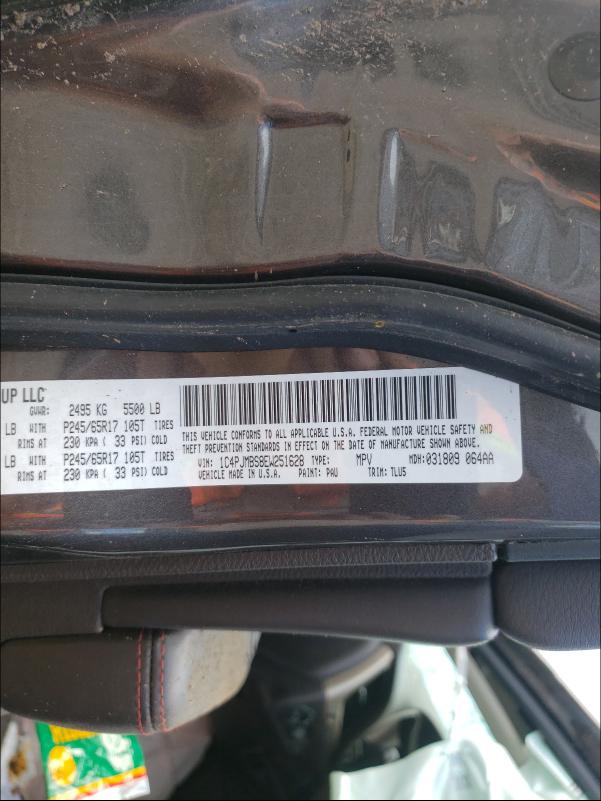 UP LLC
GVWR: 2495 KG 5500 LB
LB WITH P245/65R17 105T TIRES
RIMS AT 230 KPA ( 33 PSI) COLD
LB WITH P245/65R17 105T TIRES
RIMS AT 230 KPA ( 33 PSI) COLD
THIS VEHICLE CONFORMS TO ALL APPLICABLE U.S.A. FEDERAL MOTOR VEHICLE SAFETY AND
THEFT PREVENTION STANDARDS IN EFFECT ON THE DATE OF MANUFACTURE SHOWN ABOVE.
VIN: 1C4PJMBS8EW251628 TYPE: MPV MDH: 031809 064AA
VEHICLE MADE IN U.S.A. PAINT: PAU TRIM: TLU5